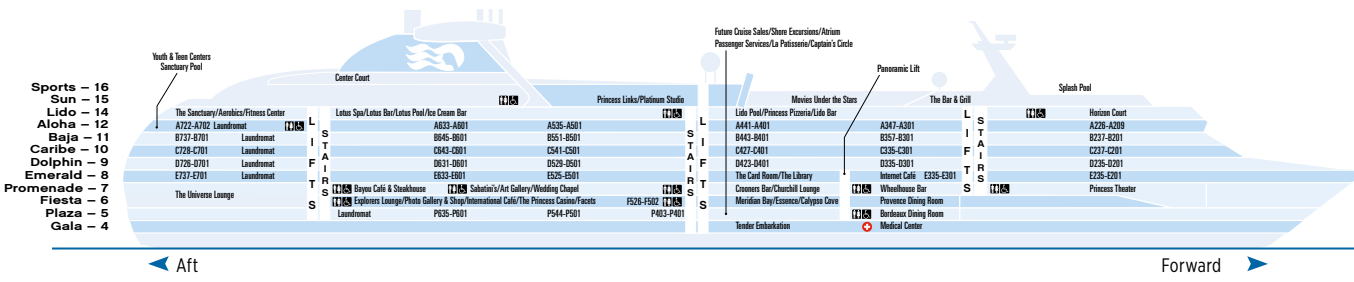 Future Cruise Sales/Shore Excursions/Atrium
Passenger Services/La Patisserie/Captain's Circle
Youth & Teen Centers
Sanctuary Pool
Panoramic Lift
Center Court
Splash Pool
Sports – 16
Sun – 15
Princess Links/Platinum Studio
Movies Under the Stars
The Bar & Grill
Lido – 14
The Sanctuary/Aerobics/Fitness Center
Lotus Spa/Lotus Bar/Lotus Pool/Ice Cream Bar
Lido Pool/Princess Pizzeria/Lido Bar
Horizon Court
Aloha – 12
A722-A702 Laundromat
A633-A601
A535-A501
A441-A401
A347-A301
A226-A209
Baja – 11
B737-B701
Laundromat
B645-B601
B551-B501
B443-B401
B357-B301
B237-B201
Caribe – 10
C728-C701
Laundromat
C643-C601
C541-C501
C427-C401
C335-C301
C237-C201
Dolphin – 9
D726-D701
Laundromat
D631-D601
D529-D501
D423-D401
D335-D301
D235-D201
Emerald – 8
E737-E701
Laundromat
E633-E601
E525-E501
The Card Room/The Library
Internet Café E335-E301
E235-E201
Promenade – 7
The Universe Lounge
Bayou Café & Steakhouse
Sabatini's/Art Gallery/Wedding Chapel
Crooners Bar/Churchill Lounge
Wheelhouse Bar
Princess Theater
Fiesta – 6
Explorers Lounge/Photo Gallery & Shop/International Café/The Princess Casino/Facets
F526-F502
Meridian Bay/Essence/Calypso Cove
Provence Dining Room
Plaza – 5
Laundromat
P635-P601
P544-P501
P403-P401
Bordeaux Dining Room
Gala – 4
Tender Embarkation
Medical Center
LIFTS
STAIRS
STAIRS
LIFTS
LIFTS
STAIRS
Aft
Forward